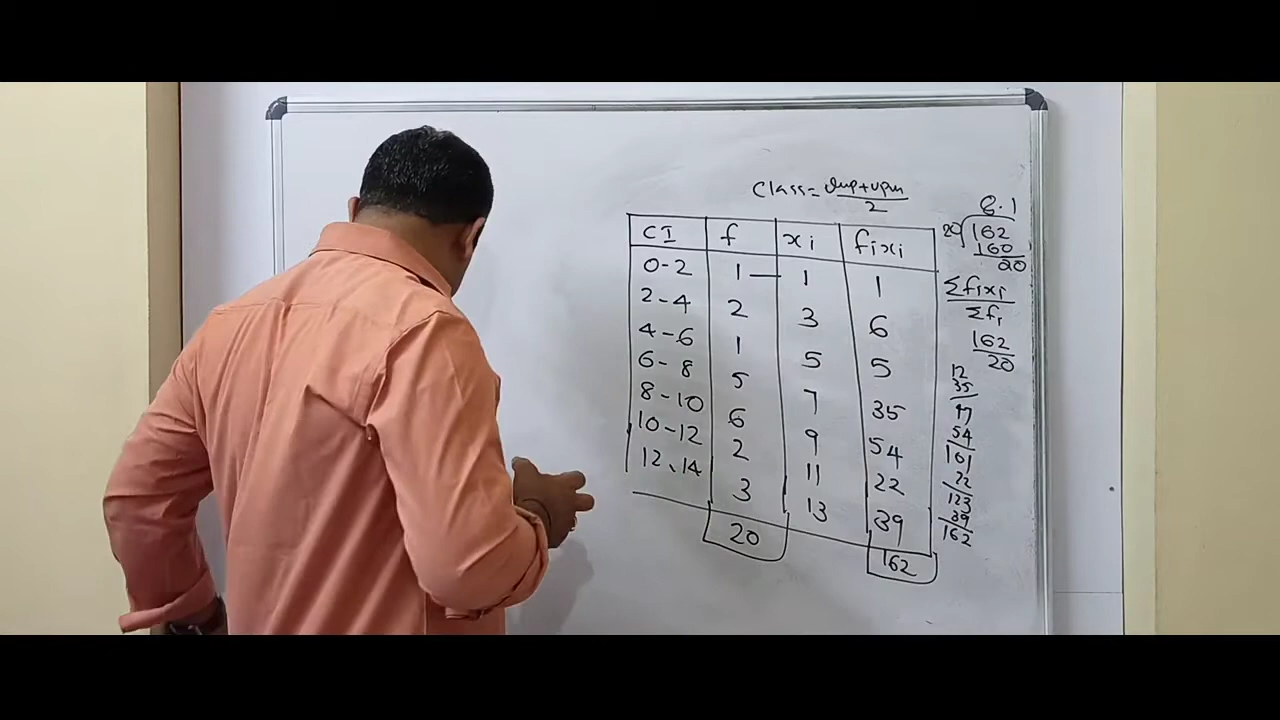 Class = +
2
CI f xi fixi
0-2 1 — 1 1
2-4 2 3 6
4-6 1 5 5
6-8 5 7 35
8-10 6 9 54
10-12 2 11 22
12-14 3 13 39
20 162
8.1
20 162
160
20
Σfixi
Σfi
162
20
12
35
47
54
101
22
123
39
162